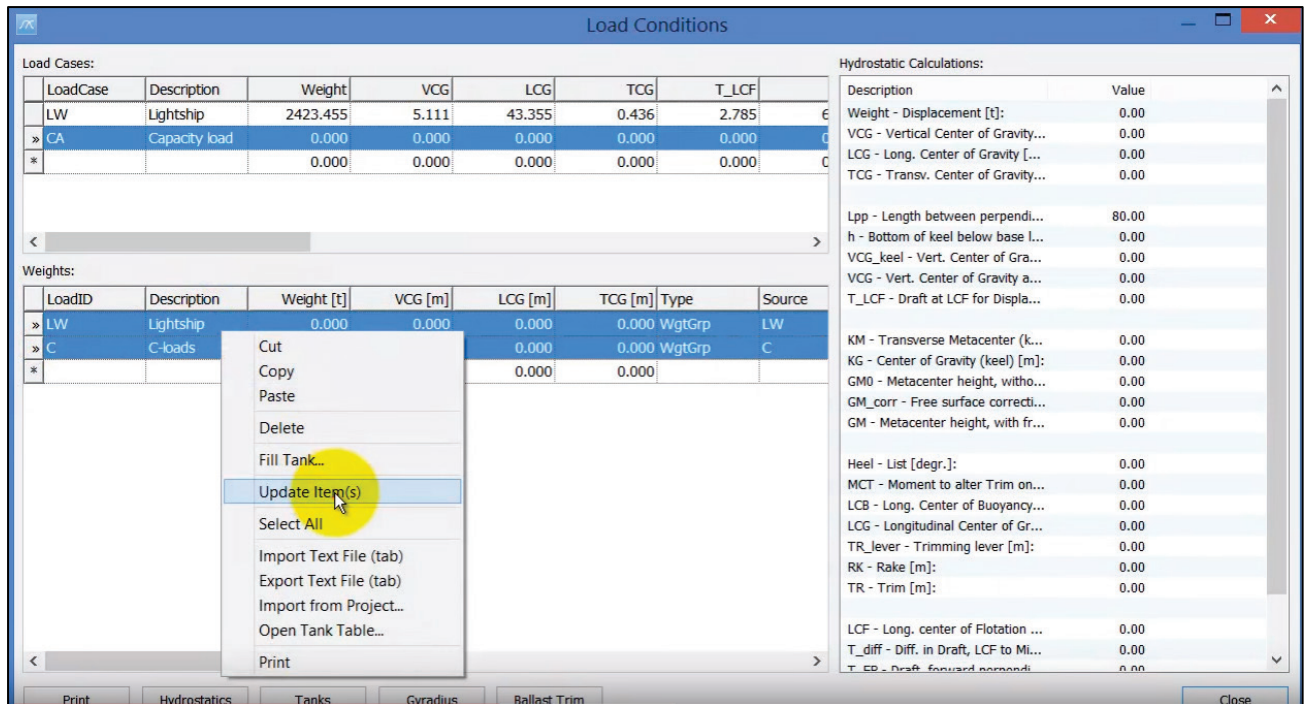 Load Conditions
Load Cases:
LoadCase Description Weight VCG LCG TCG T_LCF
LW Lightship 2423.455 5.111 43.355 0.436 2.785 6
» CA Capacity load 0.000 0.000 0.000 0.000 0.000 0
* 0.000 0.000 0.000 0.000 0.000 0
Weights:
LoadID Description Weight [t] VCG [m] LCG [m] TCG [m] Type Source
» LW Lightship 0.000 0.000 0.000 0.000 WgtGrp LW
» C C-loads 0.000 0.000 WgtGrp C
* 0.000 0.000
Cut
Copy
Paste
Delete
Fill Tank...
Update Item(s)
Select All
Import Text File (tab)
Export Text File (tab)
Import from Project...
Open Tank Table...
Print
Hydrostatic Calculations:
Description Value
Weight - Displacement [t]: 0.00
VCG - Vertical Center of Gravity... 0.00
LCG - Long. Center of Gravity [... 0.00
TCG - Transv. Center of Gravity... 0.00
Lpp - Length between perpendi... 80.00
h - Bottom of keel below base l... 0.00
VCG_keel - Vert. Center of Gra... 0.00
VCG - Vert. Center of Gravity a... 0.00
T_LCF - Draft at LCF for Displa... 0.00
KM - Transverse Metacenter (k... 0.00
KG - Center of Gravity (keel) [m]: 0.00
GM0 - Metacenter height, witho... 0.00
GM_corr - Free surface correcti... 0.00
GM - Metacenter height, with fr... 0.00
Heel - List [degr.]: 0.00
MCT - Moment to alter Trim on... 0.00
LCB - Long. Center of Buoyancy... 0.00
LCG - Longitudinal Center of Gr... 0.00
TR_lever - Trimming lever [m]: 0.00
RK - Rake [m]: 0.00
TR - Trim [m]: 0.00
LCF - Long. center of Flotation ... 0.00
T_diff - Diff. in Draft, LCF to Mi... 0.00
T_FP - Draft, forward perpendi... 0.00
Print Hydrostatics Tanks Gyradius Ballast Trim Close